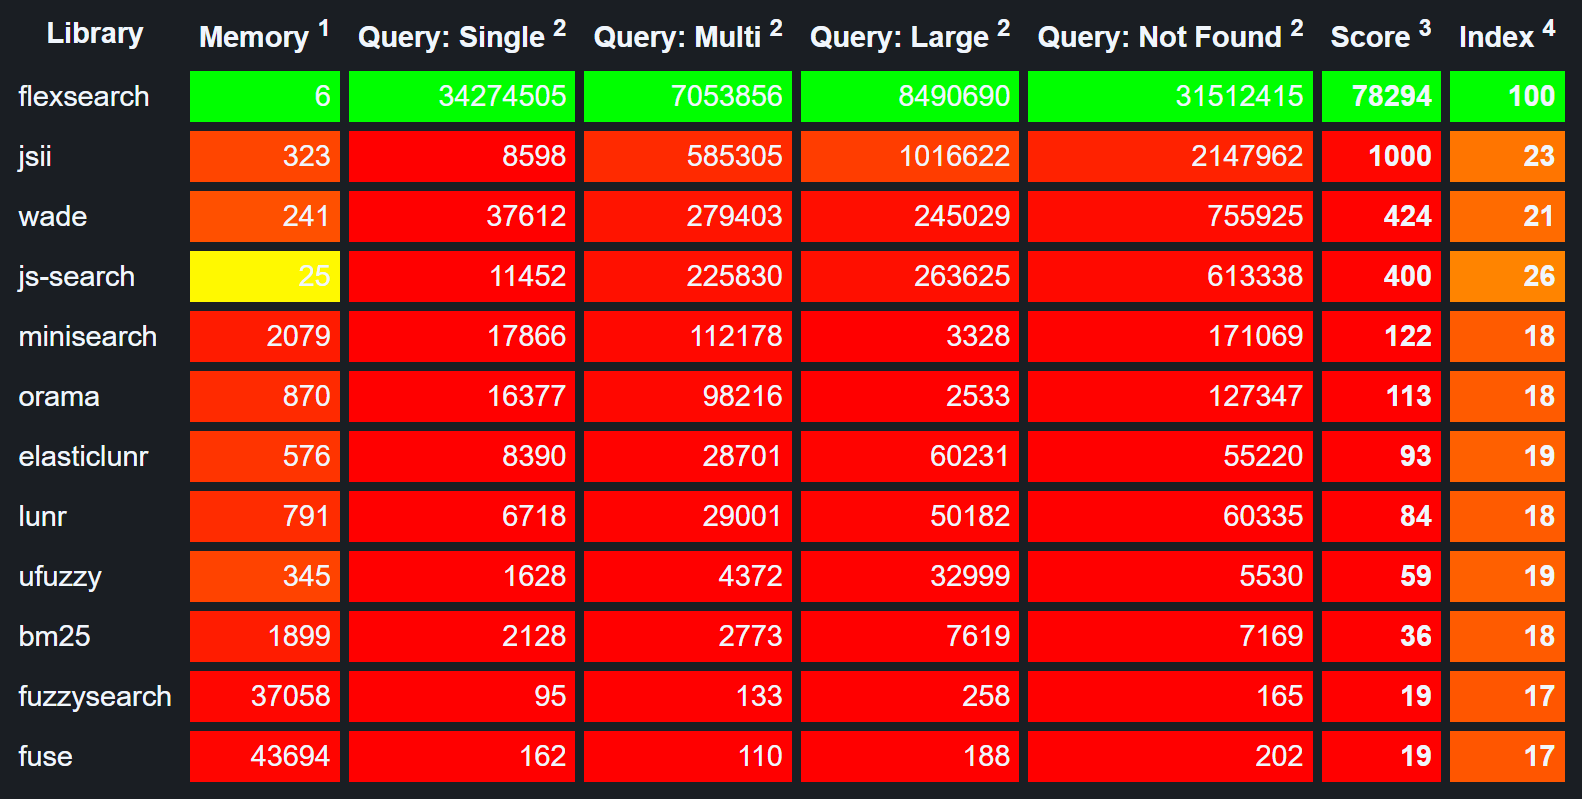 Library Memory 1 Query: Single 2 Query: Multi 2 Query: Large 2 Query: Not Found 2 Score 3 Index 4
flexsearch 6 34274505 7053856 8490690 31512415 78294 100
jsii 323 8598 585305 1016622 2147962 1000 23
wade 241 37612 279403 245029 755925 424 21
js-search 25 11452 225830 263625 613338 400 26
minisearch 2079 17866 112178 3328 171069 122 18
orama 870 16377 98216 2533 127347 113 18
elasticlunr 576 8390 28701 60231 55220 93 19
lunr 791 6718 29001 50182 60335 84 18
ufuzzy 345 1628 4372 32999 5530 59 19
bm25 1899 2128 2773 7619 7169 36 18
fuzzysearch 37058 95 133 258 165 19 17
fuse 43694 162 110 188 202 19 17